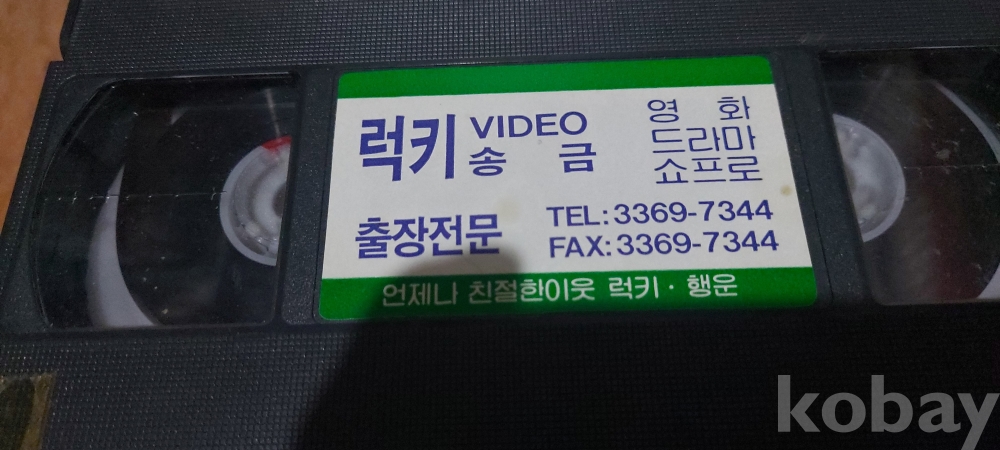 럭키 VIDEO 송 금
영 화
드라마
쇼프로
출장전문
TEL:3369-7344
FAX:3369-7344
언제나 친절한이웃 럭키·행운
kobay